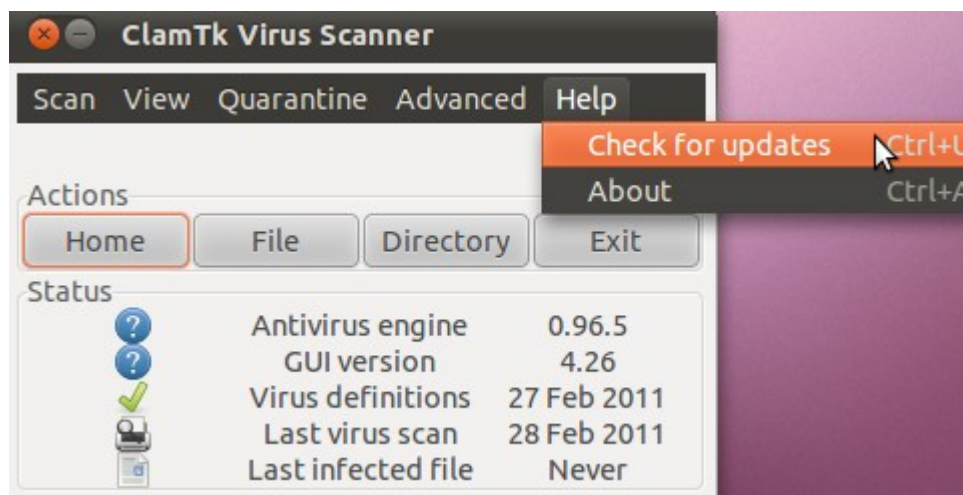 ClamTk Virus Scanner
Scan View Quarantine Advanced Help
Check for updates Ctrl+U
About Ctrl+A
Actions
Home File Directory Exit
Status
Antivirus engine 0.96.5
GUI version 4.26
Virus definitions 27 Feb 2011
Last virus scan 28 Feb 2011
Last infected file Never